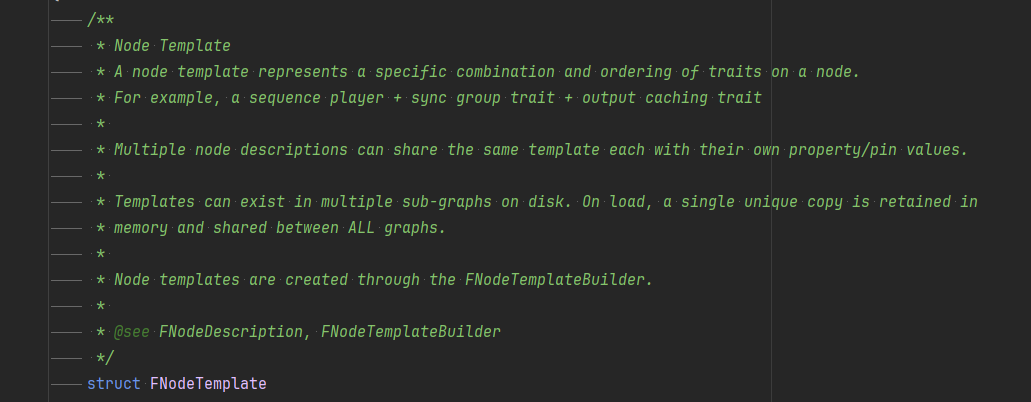 /**
* Node Template
* A node template represents a specific combination and ordering of traits on a node.
* For example, a sequence player + sync group trait + output caching trait
*
* Multiple node descriptions can share the same template each with their own property/pin values.
*
* Templates can exist in multiple sub-graphs on disk. On load, a single unique copy is retained in
* memory and shared between ALL graphs.
*
* Node templates are created through the FNodeTemplateBuilder.
*
* @see FNodeDescription, FNodeTemplateBuilder
*/
struct FNodeTemplate